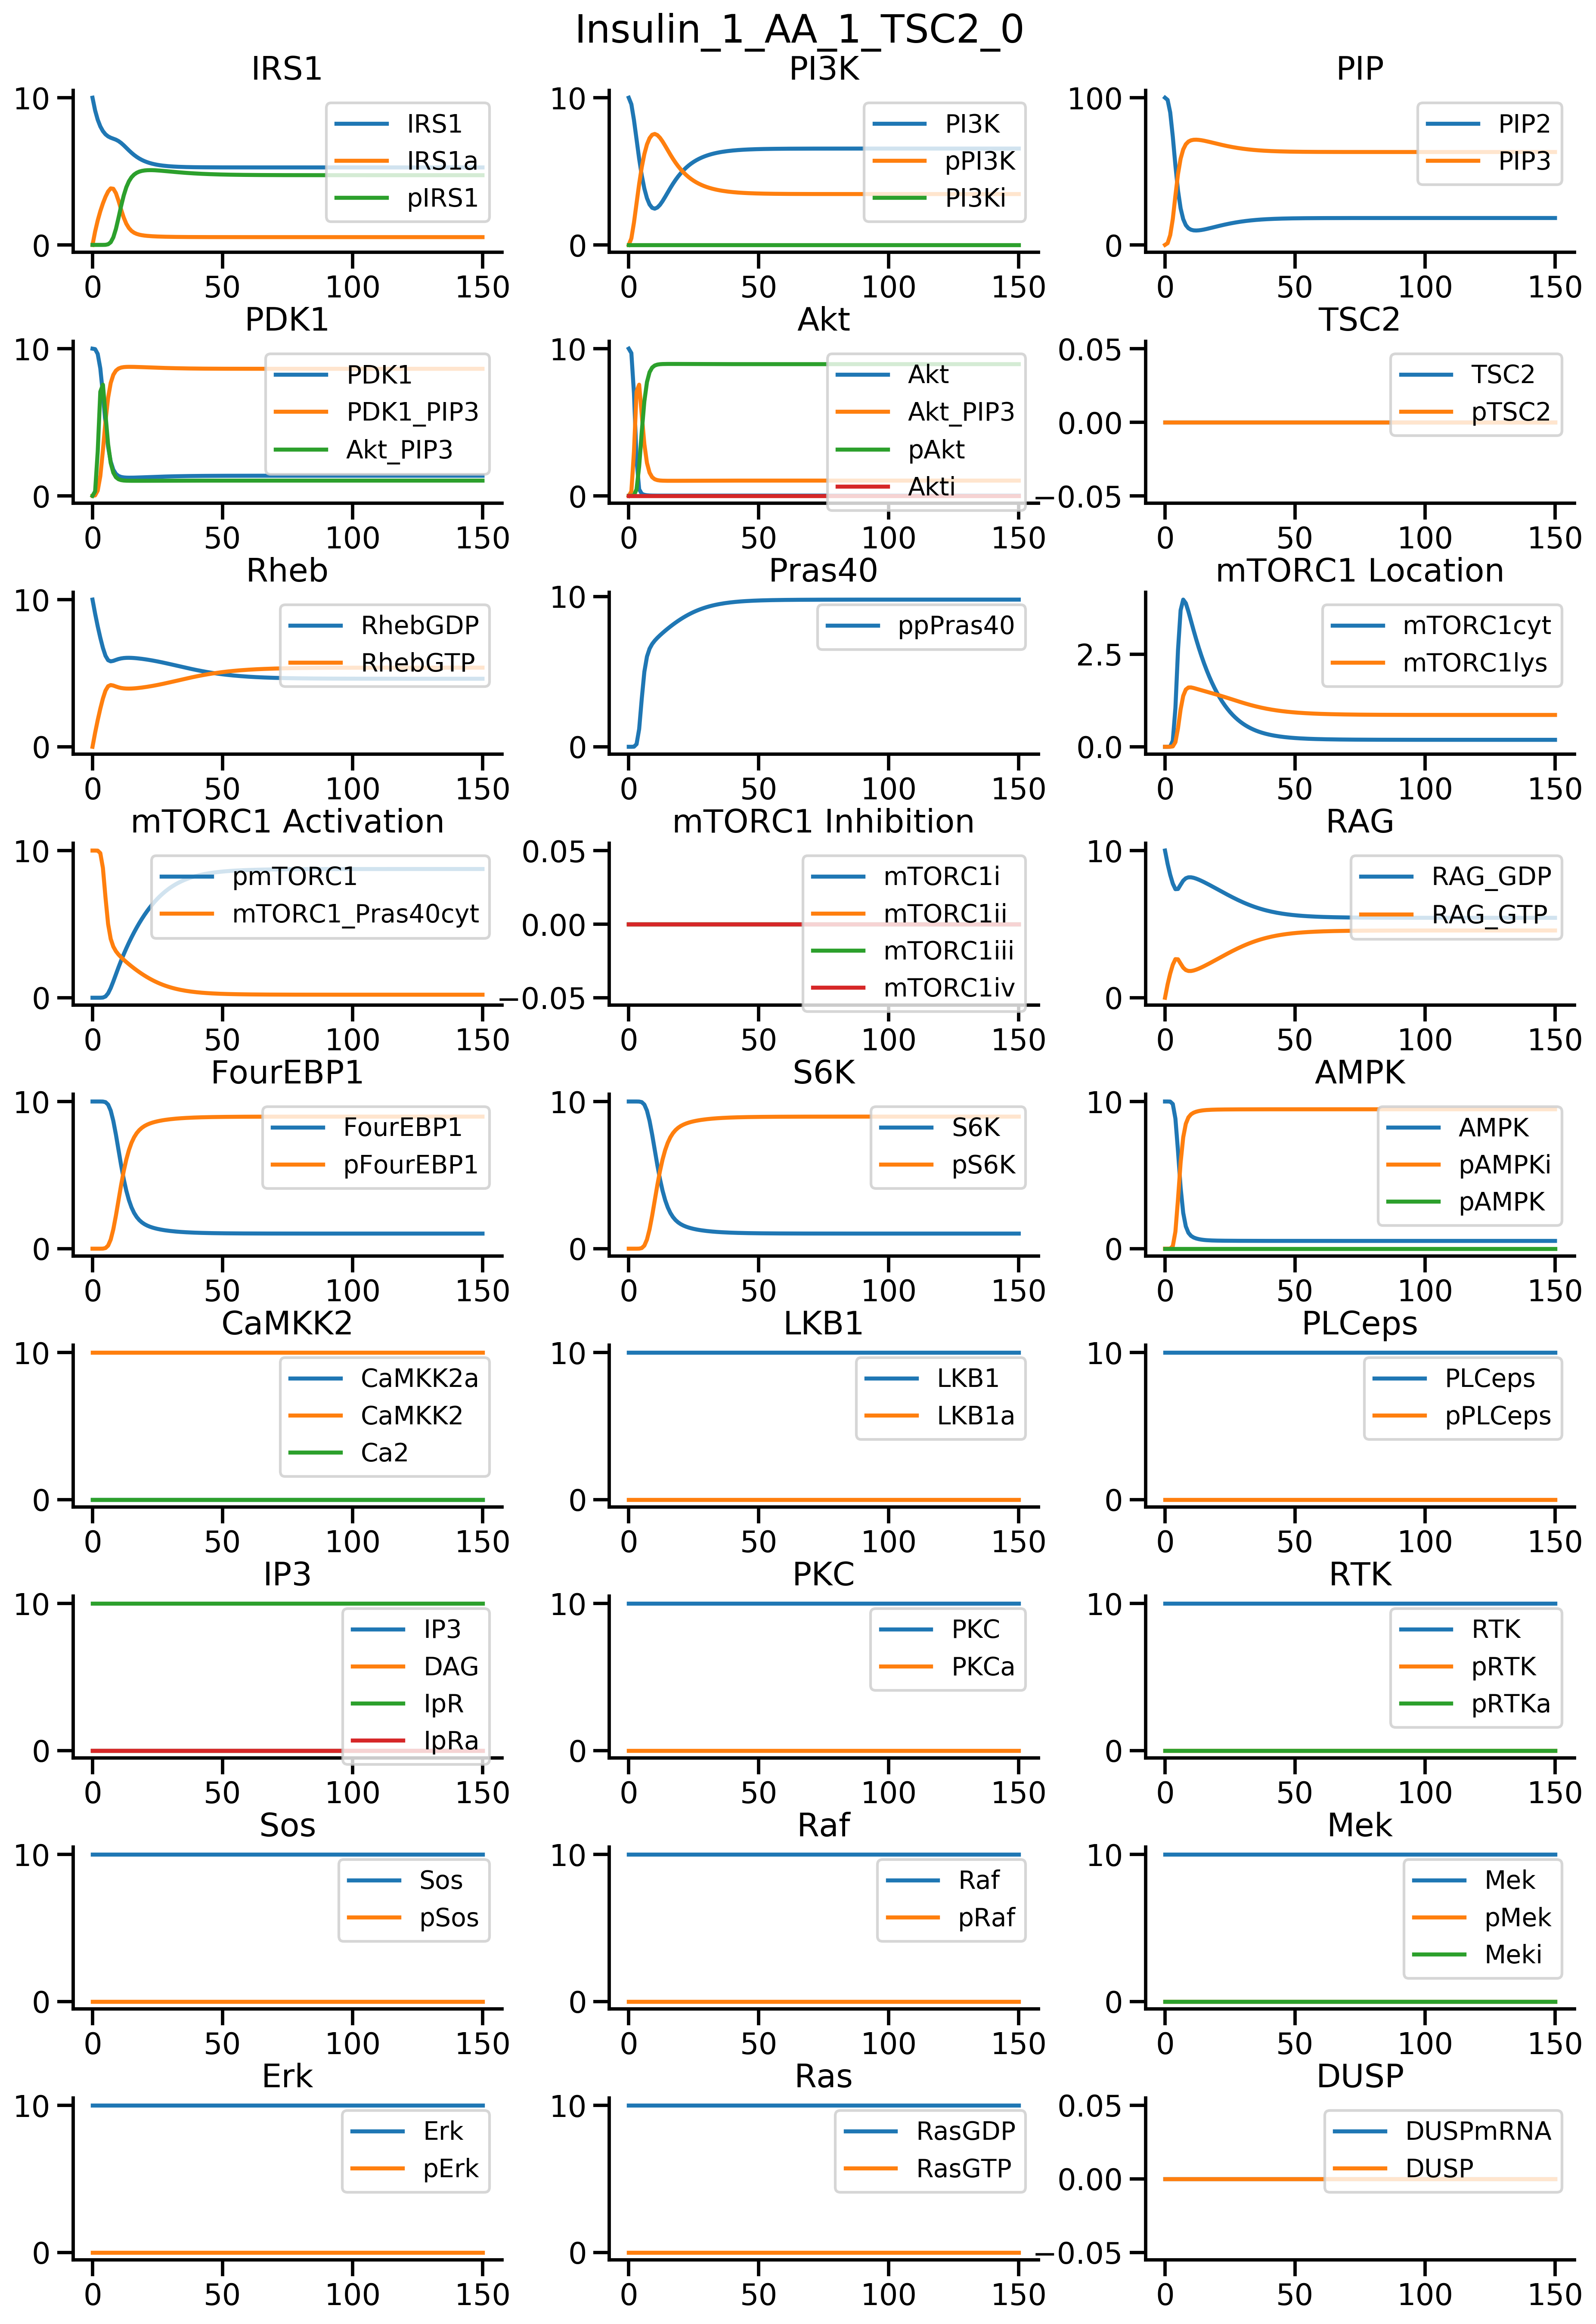 Insulin_1_AA_1_TSC2_0
IRS1
10
0
0 50 100 150
IRS1
IRS1a
pIRS1
PI3K
10
0
0 50 100 150
PI3K
pPI3K
PI3Ki
PIP
100
0
0 50 100 150
PIP2
PIP3
PDK1
10
0
0 50 100 150
PDK1
PDK1_PIP3
Akt_PIP3
Akt
10
0
0 50 100 150
Akt
Akt_PIP3
pAkt
Akti
TSC2
0.05
0.00
−0.05
0 50 100 150
TSC2
pTSC2
Rheb
10
0
0 50 100 150
RhebGDP
RhebGTP
Pras40
10
0
0 50 100 150
ppPras40
mTORC1 Location
2.5
0.0
0 50 100 150
mTORC1cyt
mTORC1lys
mTORC1 Activation
10
0
0 50 100 150
pmTORC1
mTORC1_Pras40cyt
mTORC1 Inhibition
0.05
0.00
−0.05
0 50 100 150
mTORC1i
mTORC1ii
mTORC1iii
mTORC1iv
RAG
10
0
0 50 100 150
RAG_GDP
RAG_GTP
FourEBP1
10
0
0 50 100 150
FourEBP1
pFourEBP1
S6K
10
0
0 50 100 150
S6K
pS6K
AMPK
10
0
0 50 100 150
AMPK
pAMPKi
pAMPK
CaMKK2
10
0
0 50 100 150
CaMKK2a
CaMKK2
Ca2
LKB1
10
0
0 50 100 150
LKB1
LKB1a
PLCeps
10
0
0 50 100 150
PLCeps
pPLCeps
IP3
10
0
0 50 100 150
IP3
DAG
IpR
IpRa
PKC
10
0
0 50 100 150
PKC
PKCa
RTK
10
0
0 50 100 150
RTK
pRTK
pRTKa
Sos
10
0
0 50 100 150
Sos
pSos
Raf
10
0
0 50 100 150
Raf
pRaf
Mek
10
0
0 50 100 150
Mek
pMek
Meki
Erk
10
0
0 50 100 150
Erk
pErk
Ras
10
0
0 50 100 150
RasGDP
RasGTP
DUSP
0.05
0.00
−0.05
0 50 100 150
DUSPmRNA
DUSP